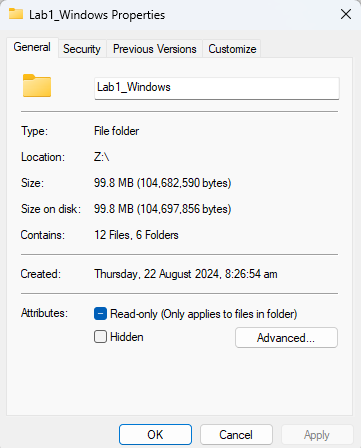 Lab1_Windows Properties
General Security Previous Versions Customize
Lab1_Windows
Type: File folder
Location: Z:\
Size: 99.8 MB (104,682,590 bytes)
Size on disk: 99.8 MB (104,697,856 bytes)
Contains: 12 Files, 6 Folders
Created: Thursday, 22 August 2024, 8:26:54 am
Attributes: Read-only (Only applies to files in folder)
Hidden Advanced...
OK Cancel Apply